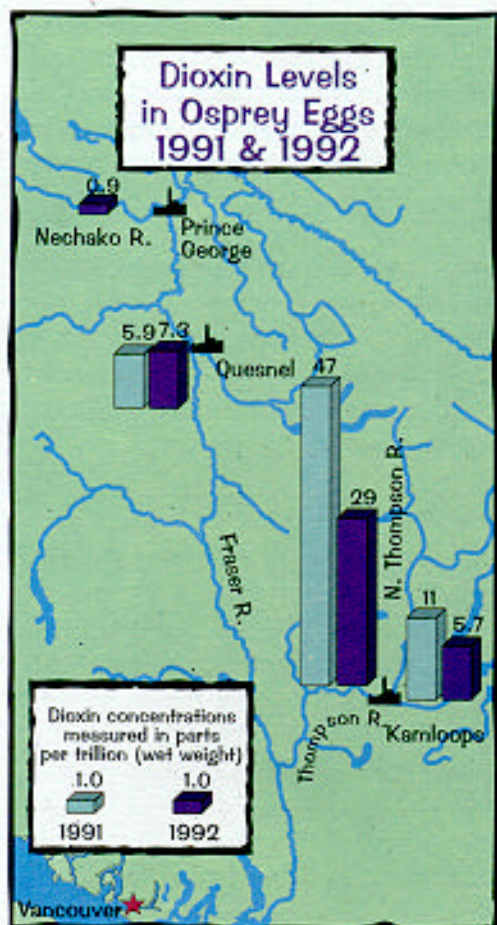 Dioxin Levels
in Osprey Eggs
1991 & 1992
0.9
Nechako R.
Prince
George
5.9
7.3
Quesnel
47
29
N. Thompson R.
Fraser R.
11
5.7
Thompson R.
Kamloops
Dioxin concentrations
measured in parts
per trillion (wet weight)
1.0 1.0
1991 1992
Vancouver